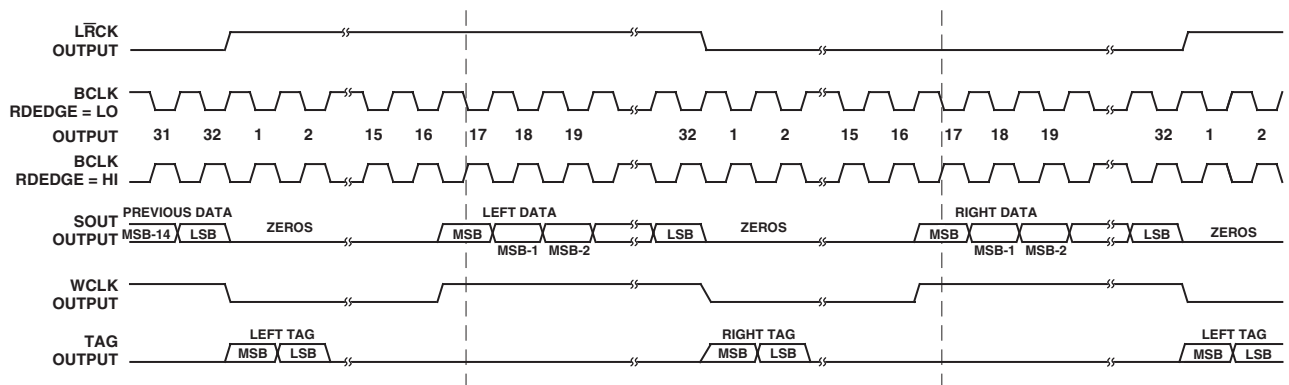 LR̅CK
OUTPUT
BCLK
RDEDGE = LO
OUTPUT 31 32 1 2 15 16 17 18 19 32 1 2 15 16 17 18 19 32 1 2
BCLK
RDEDGE = HI
PREVIOUS DATA LEFT DATA RIGHT DATA
SOUT ZEROS ZEROS ZEROS
OUTPUT MSB-14 LSB MSB LSB MSB LSB
MSB-1 MSB-2 MSB-1 MSB-2
WCLK
OUTPUT
LEFT TAG RIGHT TAG LEFT TAG
TAG
OUTPUT MSB LSB MSB LSB MSB LSB